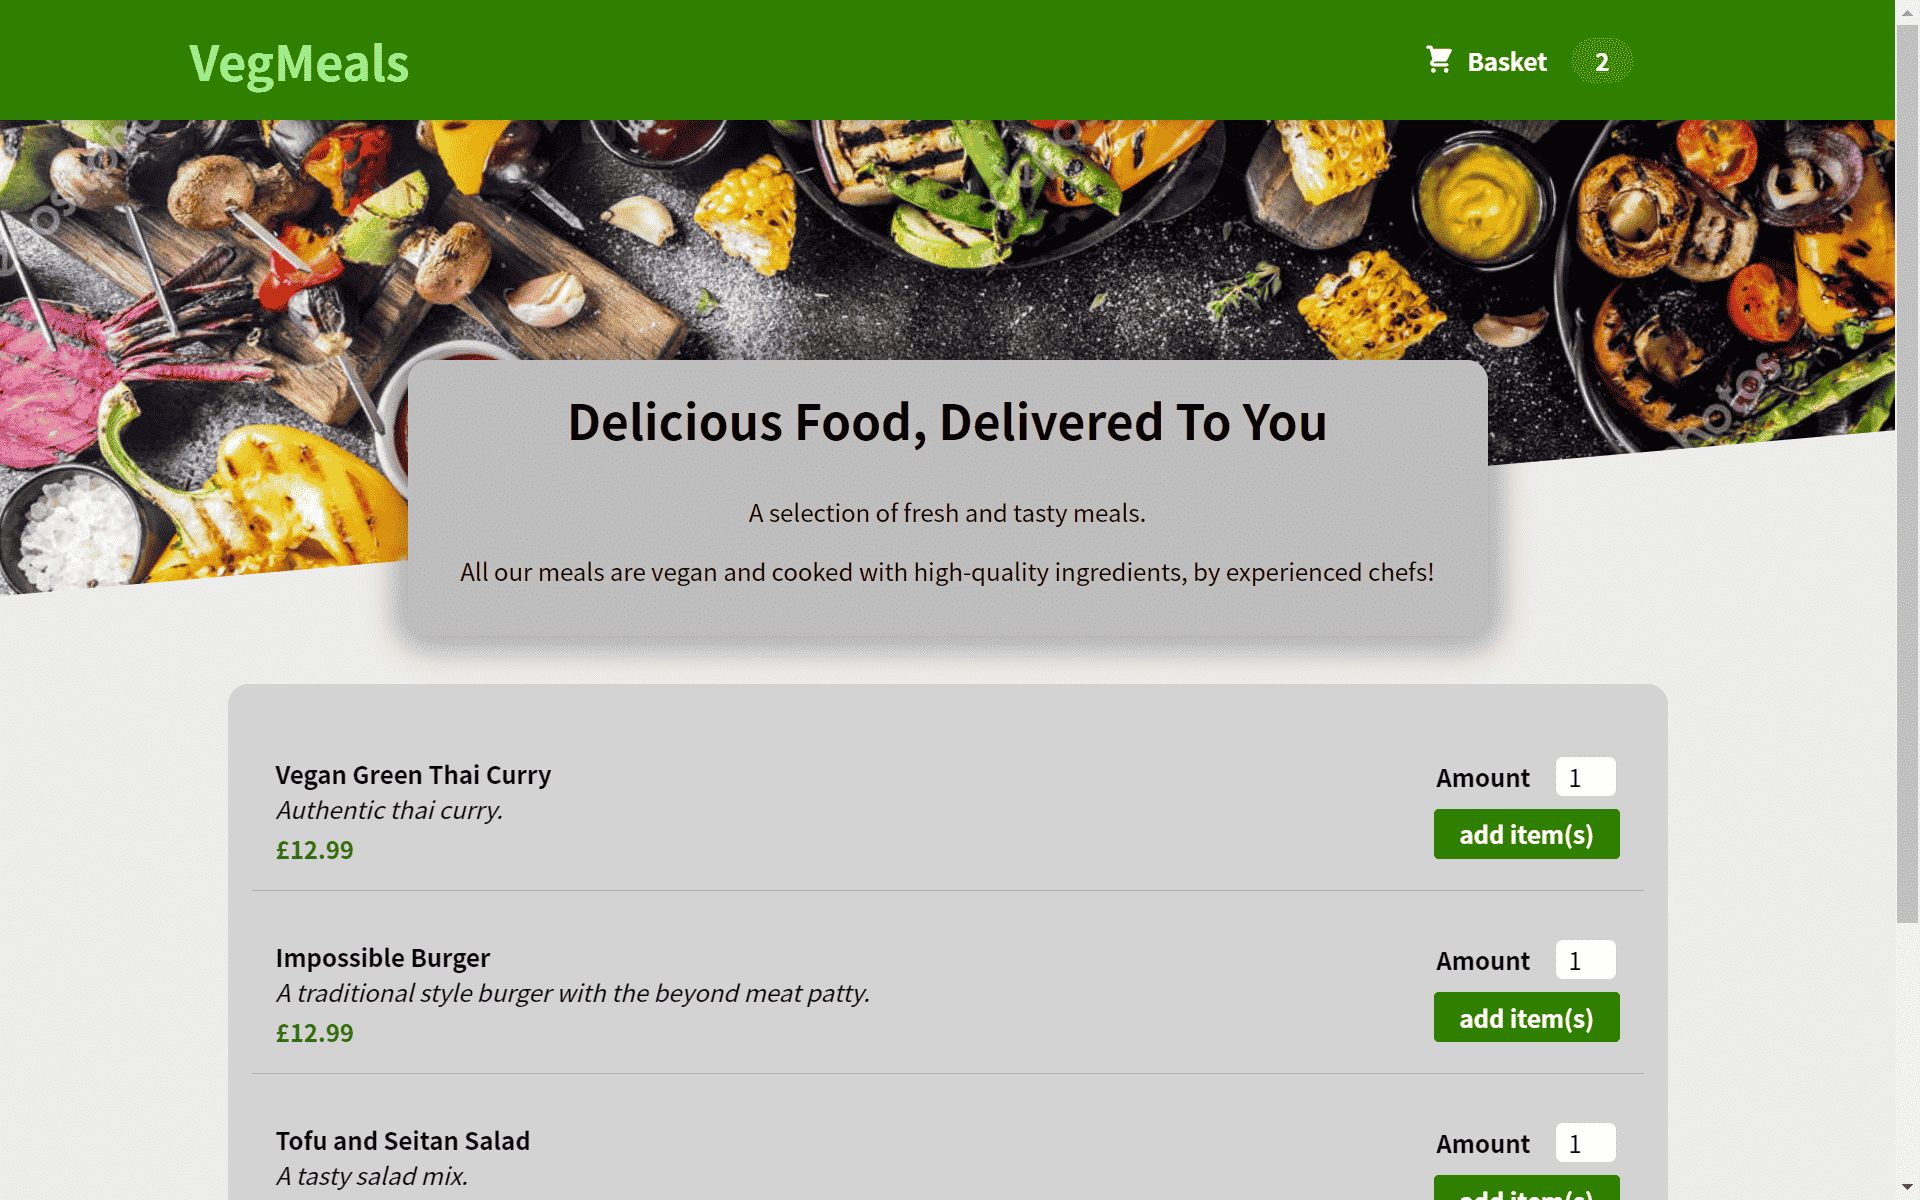 VegMeals
Basket 2
Delicious Food, Delivered To You
A selection of fresh and tasty meals.
All our meals are vegan and cooked with high-quality ingredients, by experienced chefs!
Vegan Green Thai Curry
Authentic thai curry.
£12.99
Amount 1
add item(s)
Impossible Burger
A traditional style burger with the beyond meat patty.
£12.99
Amount 1
add item(s)
Tofu and Seitan Salad
A tasty salad mix.
Amount 1
add item(s)